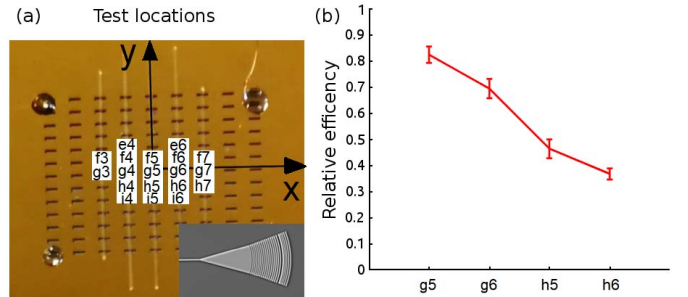 (a) Test locations
y
x
e4 e6
f3 f4 f5 f6 f7
g3 g4 g5 g6 g7
h4 h5 h6 h7
i4 i5 i6
(b)
Relative efficency
1
0.9
0.8
0.7
0.6
0.5
0.4
0.3
0.2
0.1
0
g5 g6 h5 h6